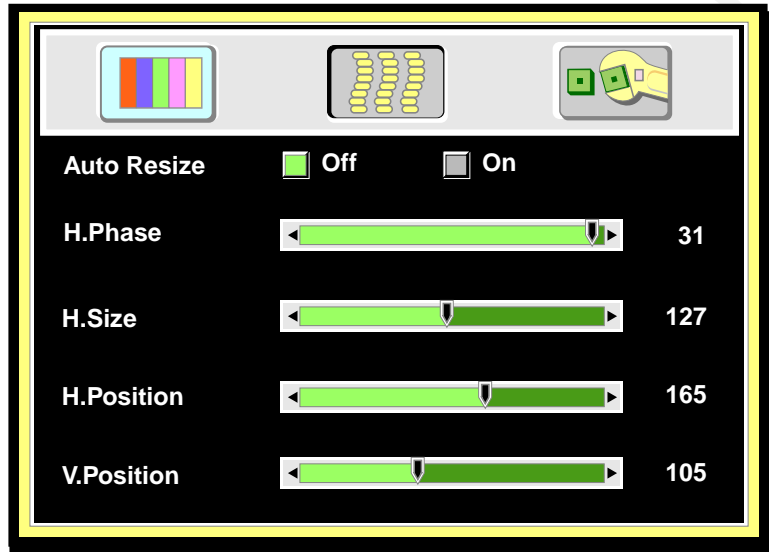 Auto Resize Off On
H.Phase 31
H.Size 127
H.Position 165
V.Position 105